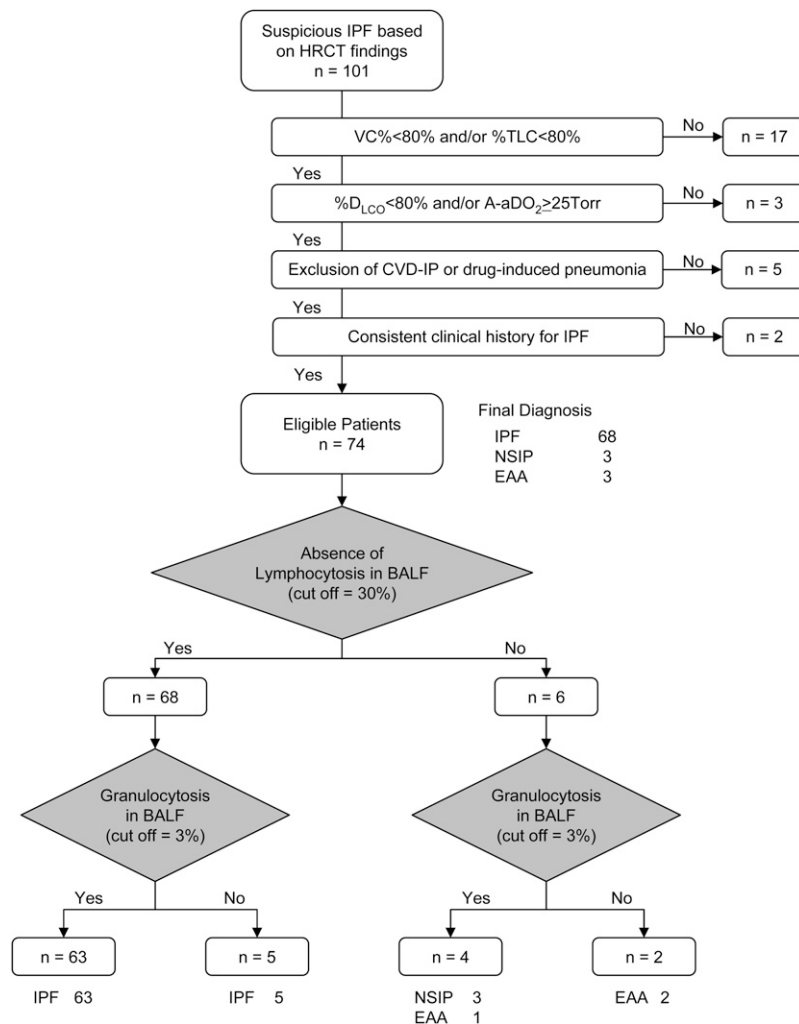 Suspicious IPF based
on HRCT findings
n = 101
VC%<80% and/or %TLC<80%
No
n = 17
Yes
%DLCO<80% and/or A-aDO2≥25Torr
No
n = 3
Yes
Exclusion of CVD-IP or drug-induced pneumonia
No
n = 5
Yes
Consistent clinical history for IPF
No
n = 2
Yes
Eligible Patients
n = 74
Final Diagnosis
IPF 68
NSIP 3
EAA 3
Absence of
Lymphocytosis in BALF
(cut off = 30%)
Yes
No
n = 68
n = 6
Granulocytosis
in BALF
(cut off = 3%)
Granulocytosis
in BALF
(cut off = 3%)
Yes
No
Yes
No
n = 63
n = 5
n = 4
n = 2
IPF 63
IPF 5
NSIP 3
EAA 1
EAA 2